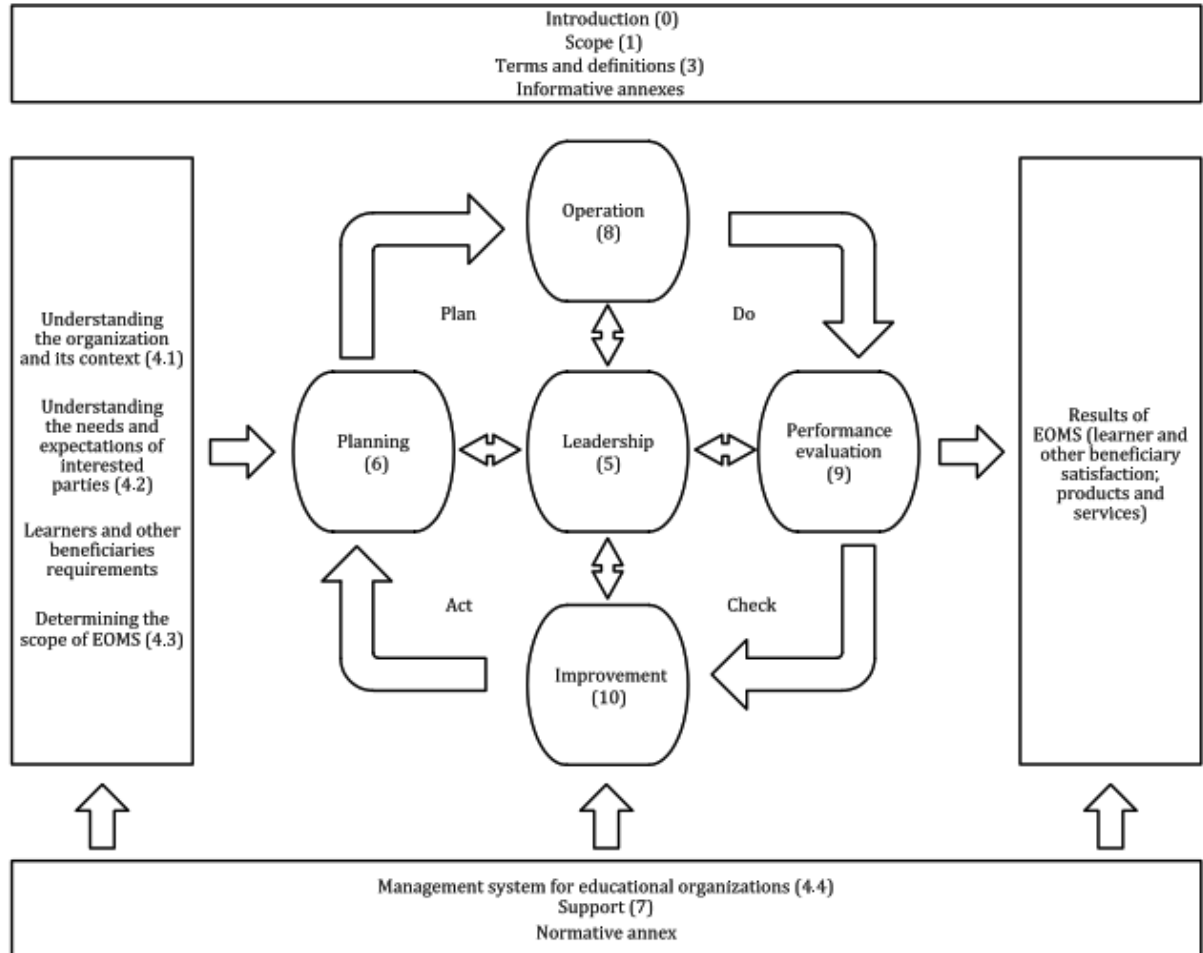 Introduction (0)
Scope (1)
Terms and definitions (3)
Informative annexes
Understanding
the organization
and its context (4.1)
Understanding
the needs and
expectations of
interested
parties (4.2)
Learners and other
beneficiaries
requirements
Determining the
scope of EOMS (4.3)
Operation
(8)
Plan
Do
Planning
(6)
Leadership
(5)
Performance
evaluation
(9)
Act
Check
Improvement
(10)
Results of
EOMS (learner and
other beneficiary
satisfaction;
products and
services)
Management system for educational organizations (4.4)
Support (7)
Normative annex